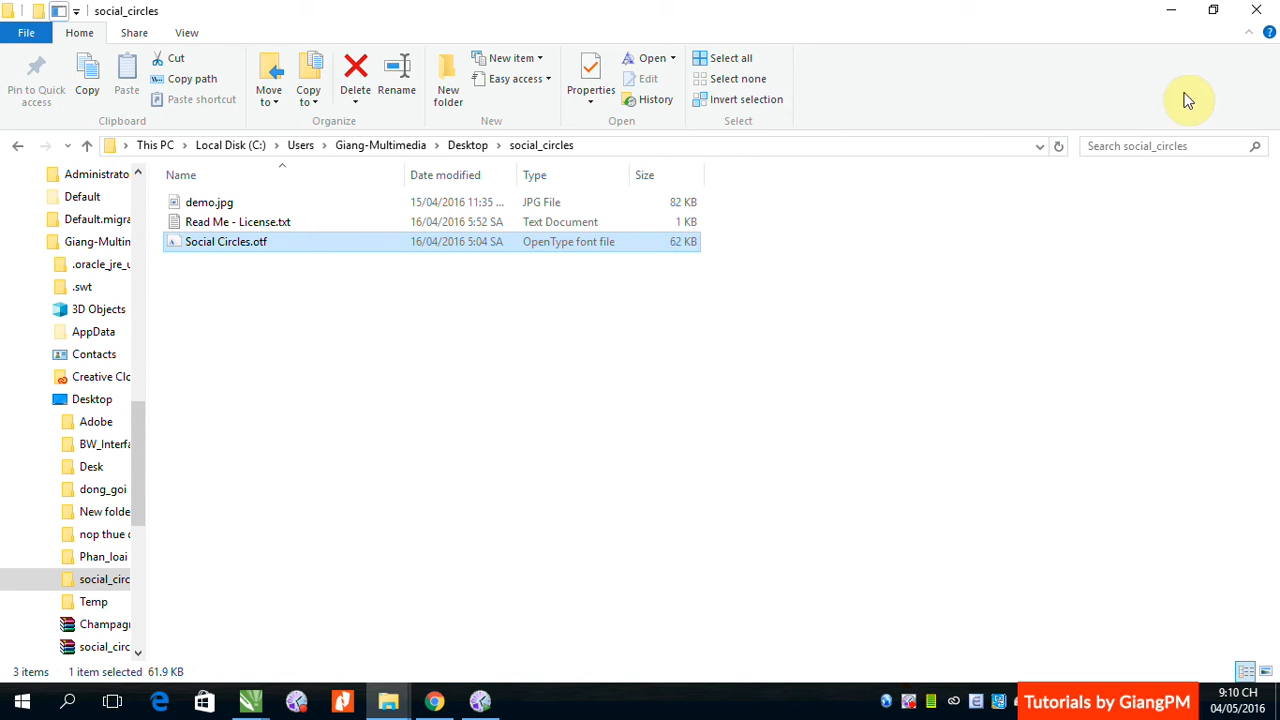 social_circles
File Home Share View
Pin to Quick access
Copy
Paste
Cut
Copy path
Paste shortcut
Clipboard
Move to
Copy to
Delete
Rename
Organize
New folder
New item
Easy access
New
Properties
Open
Edit
History
Open
Select all
Select none
Invert selection
Select
This PC Local Disk (C:) Users Giang-Multimedia Desktop social_circles
Search social_circles
Name Date modified Type Size
demo.jpg 15/04/2016 11:35 ... JPG File 82 KB
Read Me - License.txt 16/04/2016 5:52 SA Text Document 1 KB
Social Circles.otf 16/04/2016 5:04 SA OpenType font file 62 KB
Administrato
Default
Default.migra
Giang-Multin
.oracle_jre_u
.swt
3D Objects
AppData
Contacts
Creative Clo
Desktop
Adobe
BW_Interfa
Desk
dong_goi
New folde
nop thue d
Phan_loai
social_circ
Temp
Champagn
social_circ
3 items 1 item selected 61.9 KB
Tutorials by GiangPM
9:10 CH
04/05/2016